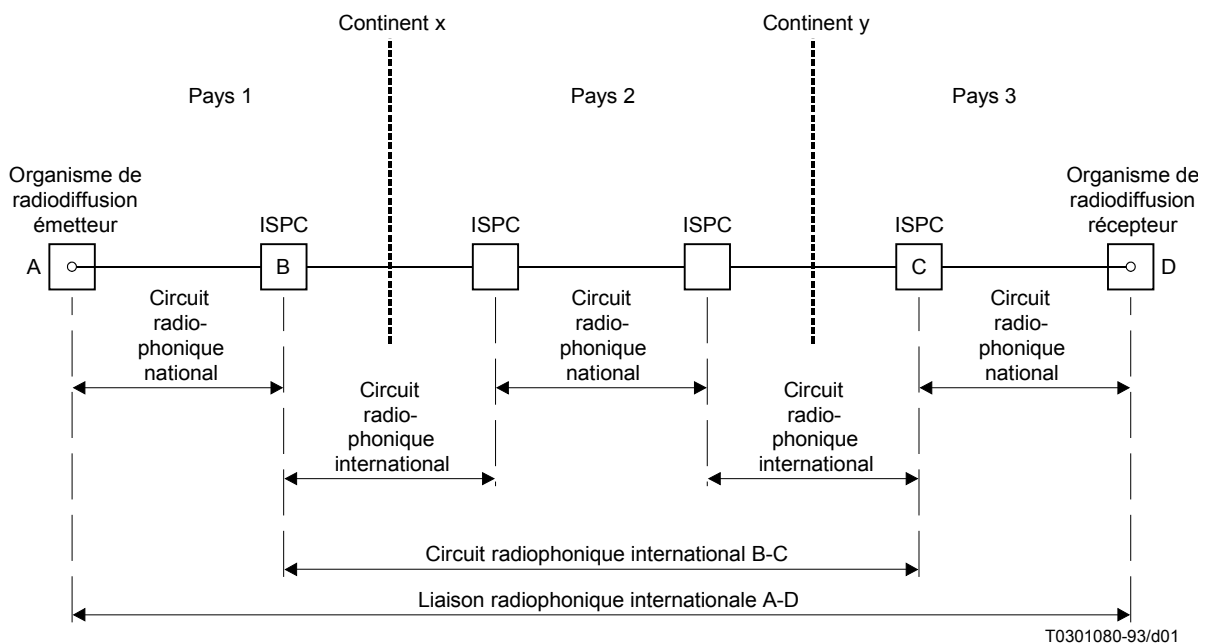 Continent x
Continent y
Pays 1
Pays 2
Pays 3
Organisme de
radiodiffusion
émetteur
Organisme de
radiodiffusion
récepteur
ISPC
ISPC
ISPC
ISPC
A
B
C
D
Circuit
radio-
phonique
national
Circuit
radio-
phonique
national
Circuit
radio-
phonique
national
Circuit
radio-
phonique
international
Circuit
radio-
phonique
international
Circuit radiophonique international B-C
Liaison radiophonique internationale A-D
T0301080-93/d01